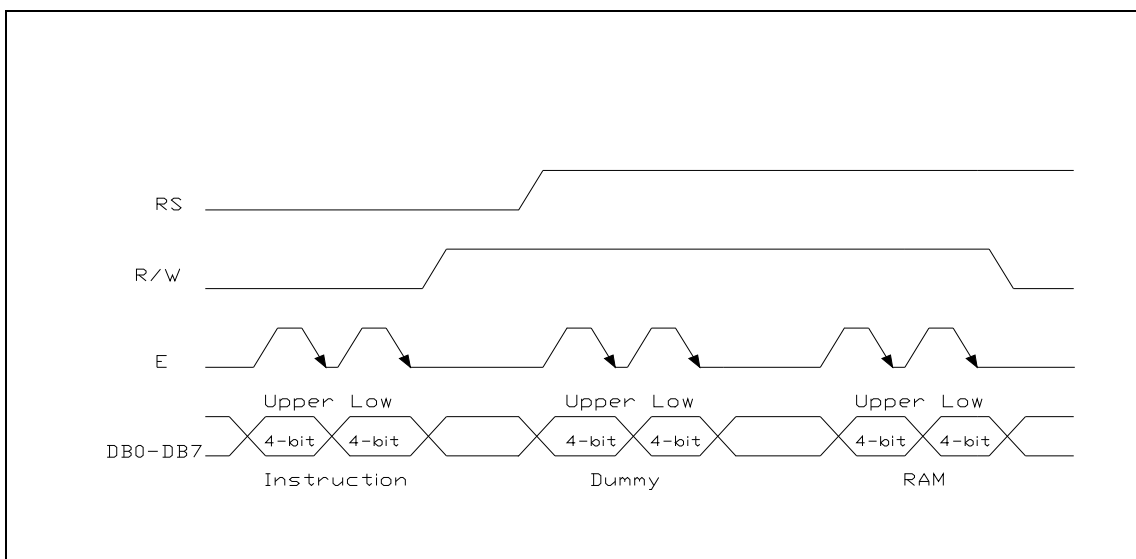 RS
R/W
E
Upper Low Upper Low Upper Low
DB0-DB7 4-bit 4-bit 4-bit 4-bit 4-bit 4-bit
Instruction Dummy RAM